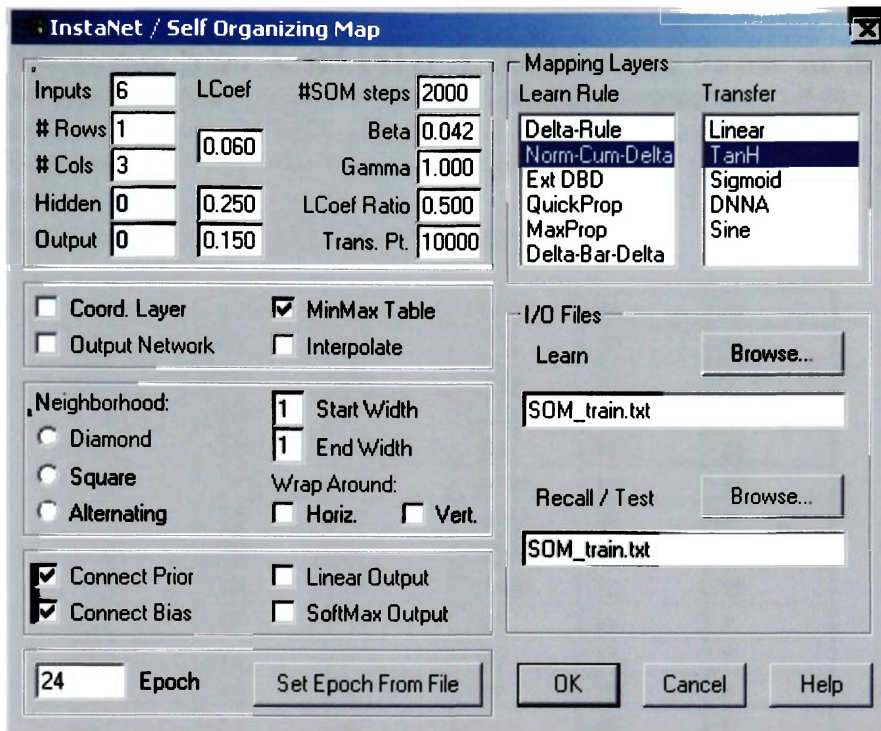 InstaNet / Self Organizing Map
Inputs 6 LCoef #SOM steps 2000
# Rows 1 0.060 Beta 0.042
# Cols 3 Gamma 1.000
Hidden 0 0.250 LCoef Ratio 0.500
Output 0 0.150 Trans. Pt. 10000
Coord. Layer MinMax Table
Output Network Interpolate
Neighborhood: 1 Start Width
Diamond 1 End Width
Square Wrap Around:
Alternating Horiz. Vert.
Connect Prior Linear Output
Connect Bias SoftMax Output
24 Epoch Set Epoch From File
Mapping Layers
Learn Rule Transfer
Delta-Rule Linear
Norm-Cum-Delta TanH
Ext DBD Sigmoid
QuickProp DNNA
MaxProp Sine
Delta-Bar-Delta
I/O Files
Learn Browse...
SOM_train.txt
Recall / Test Browse...
SOM_train.txt
OK Cancel Help